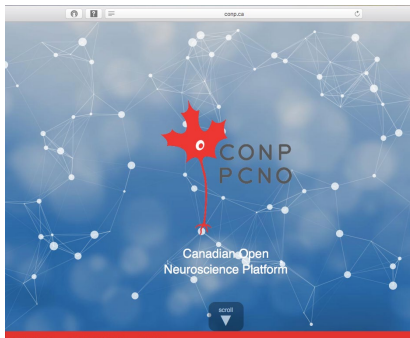 conp.ca
CONP
PCNO
Canadian Open
Neuroscience Platform
scroll